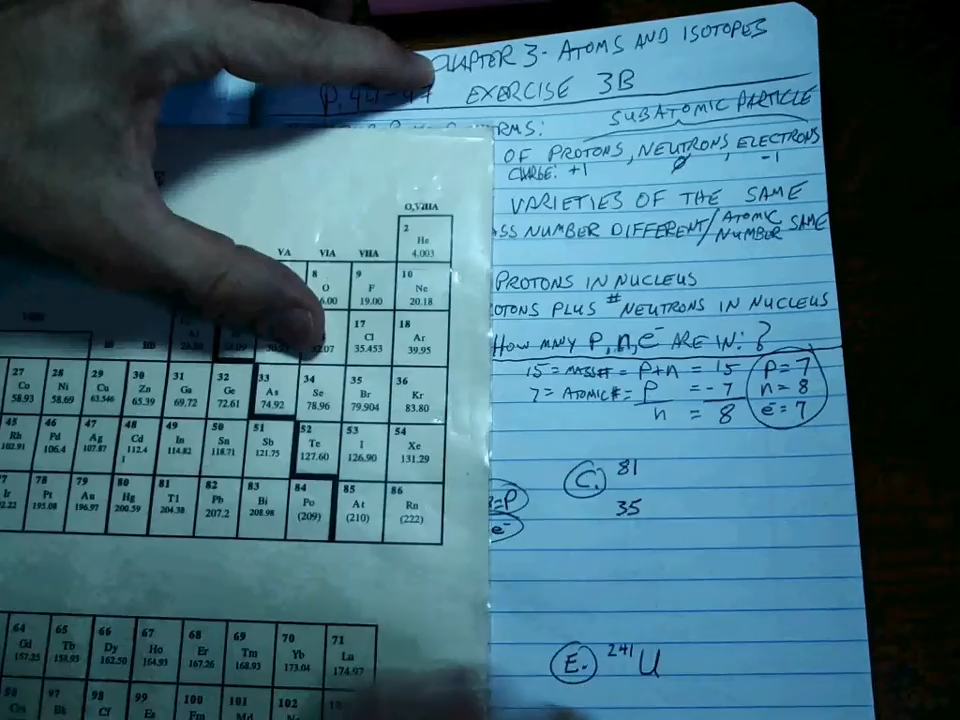 CHAPTER 3- ATOMS AND ISOTOPES
EXERCISE 3B
SUBATOMIC PARTICLE
OF PROTONS, NEUTRONS, ELECTRONS
CHARGE: +1 0 -1
VARIETIES OF THE SAME
ASS NUMBER DIFFERENT/ATOMIC NUMBER SAME
PROTONS IN NUCLEUS
OTONS PLUS # NEUTRONS IN NUCLEUS
HOW MANY P, n, e⁻ ARE IN: ?
15 = MASS# = P+n = 15
7 = ATOMIC# = P = -7
n = 8
P=7
n=8
e⁻=7
C. 81
35
=P
e⁻
E. 241 U
O,VIIIA
2
He
4.003
VA VIA VIIA
8 9 10
O F Ne
6.00 19.00 20.18
17 18
Cl Ar
35.453 39.95
27 28 29 30 31 32 33 34 35 36
Co Ni Cu Zn Ga Ge As Se Br Kr
58.93 58.69 63.546 65.39 69.72 72.61 74.92 78.96 79.904 83.80
45 46 47 48 49 50 51 52 53 54
Rh Pd Ag Cd In Sn Sb Te I Xe
102.91 106.4 107.87 112.4 114.82 118.71 121.75 127.60 126.90 131.29
78 79 80 81 82 83 84 85 86
Ir Pt Au Hg Tl Pb Bi Po At Rn
195.08 196.97 200.59 204.38 207.2 208.98 (209) (210) (222)
64 65 66 67 68 69 70 71
Gd Tb Dy Ho Er Tm Yb Lu
157.25 158.93 162.50 164.93 167.26 168.93 173.04 174.97
97 98 99 100 101 102
Bk Cf Es Fm Md